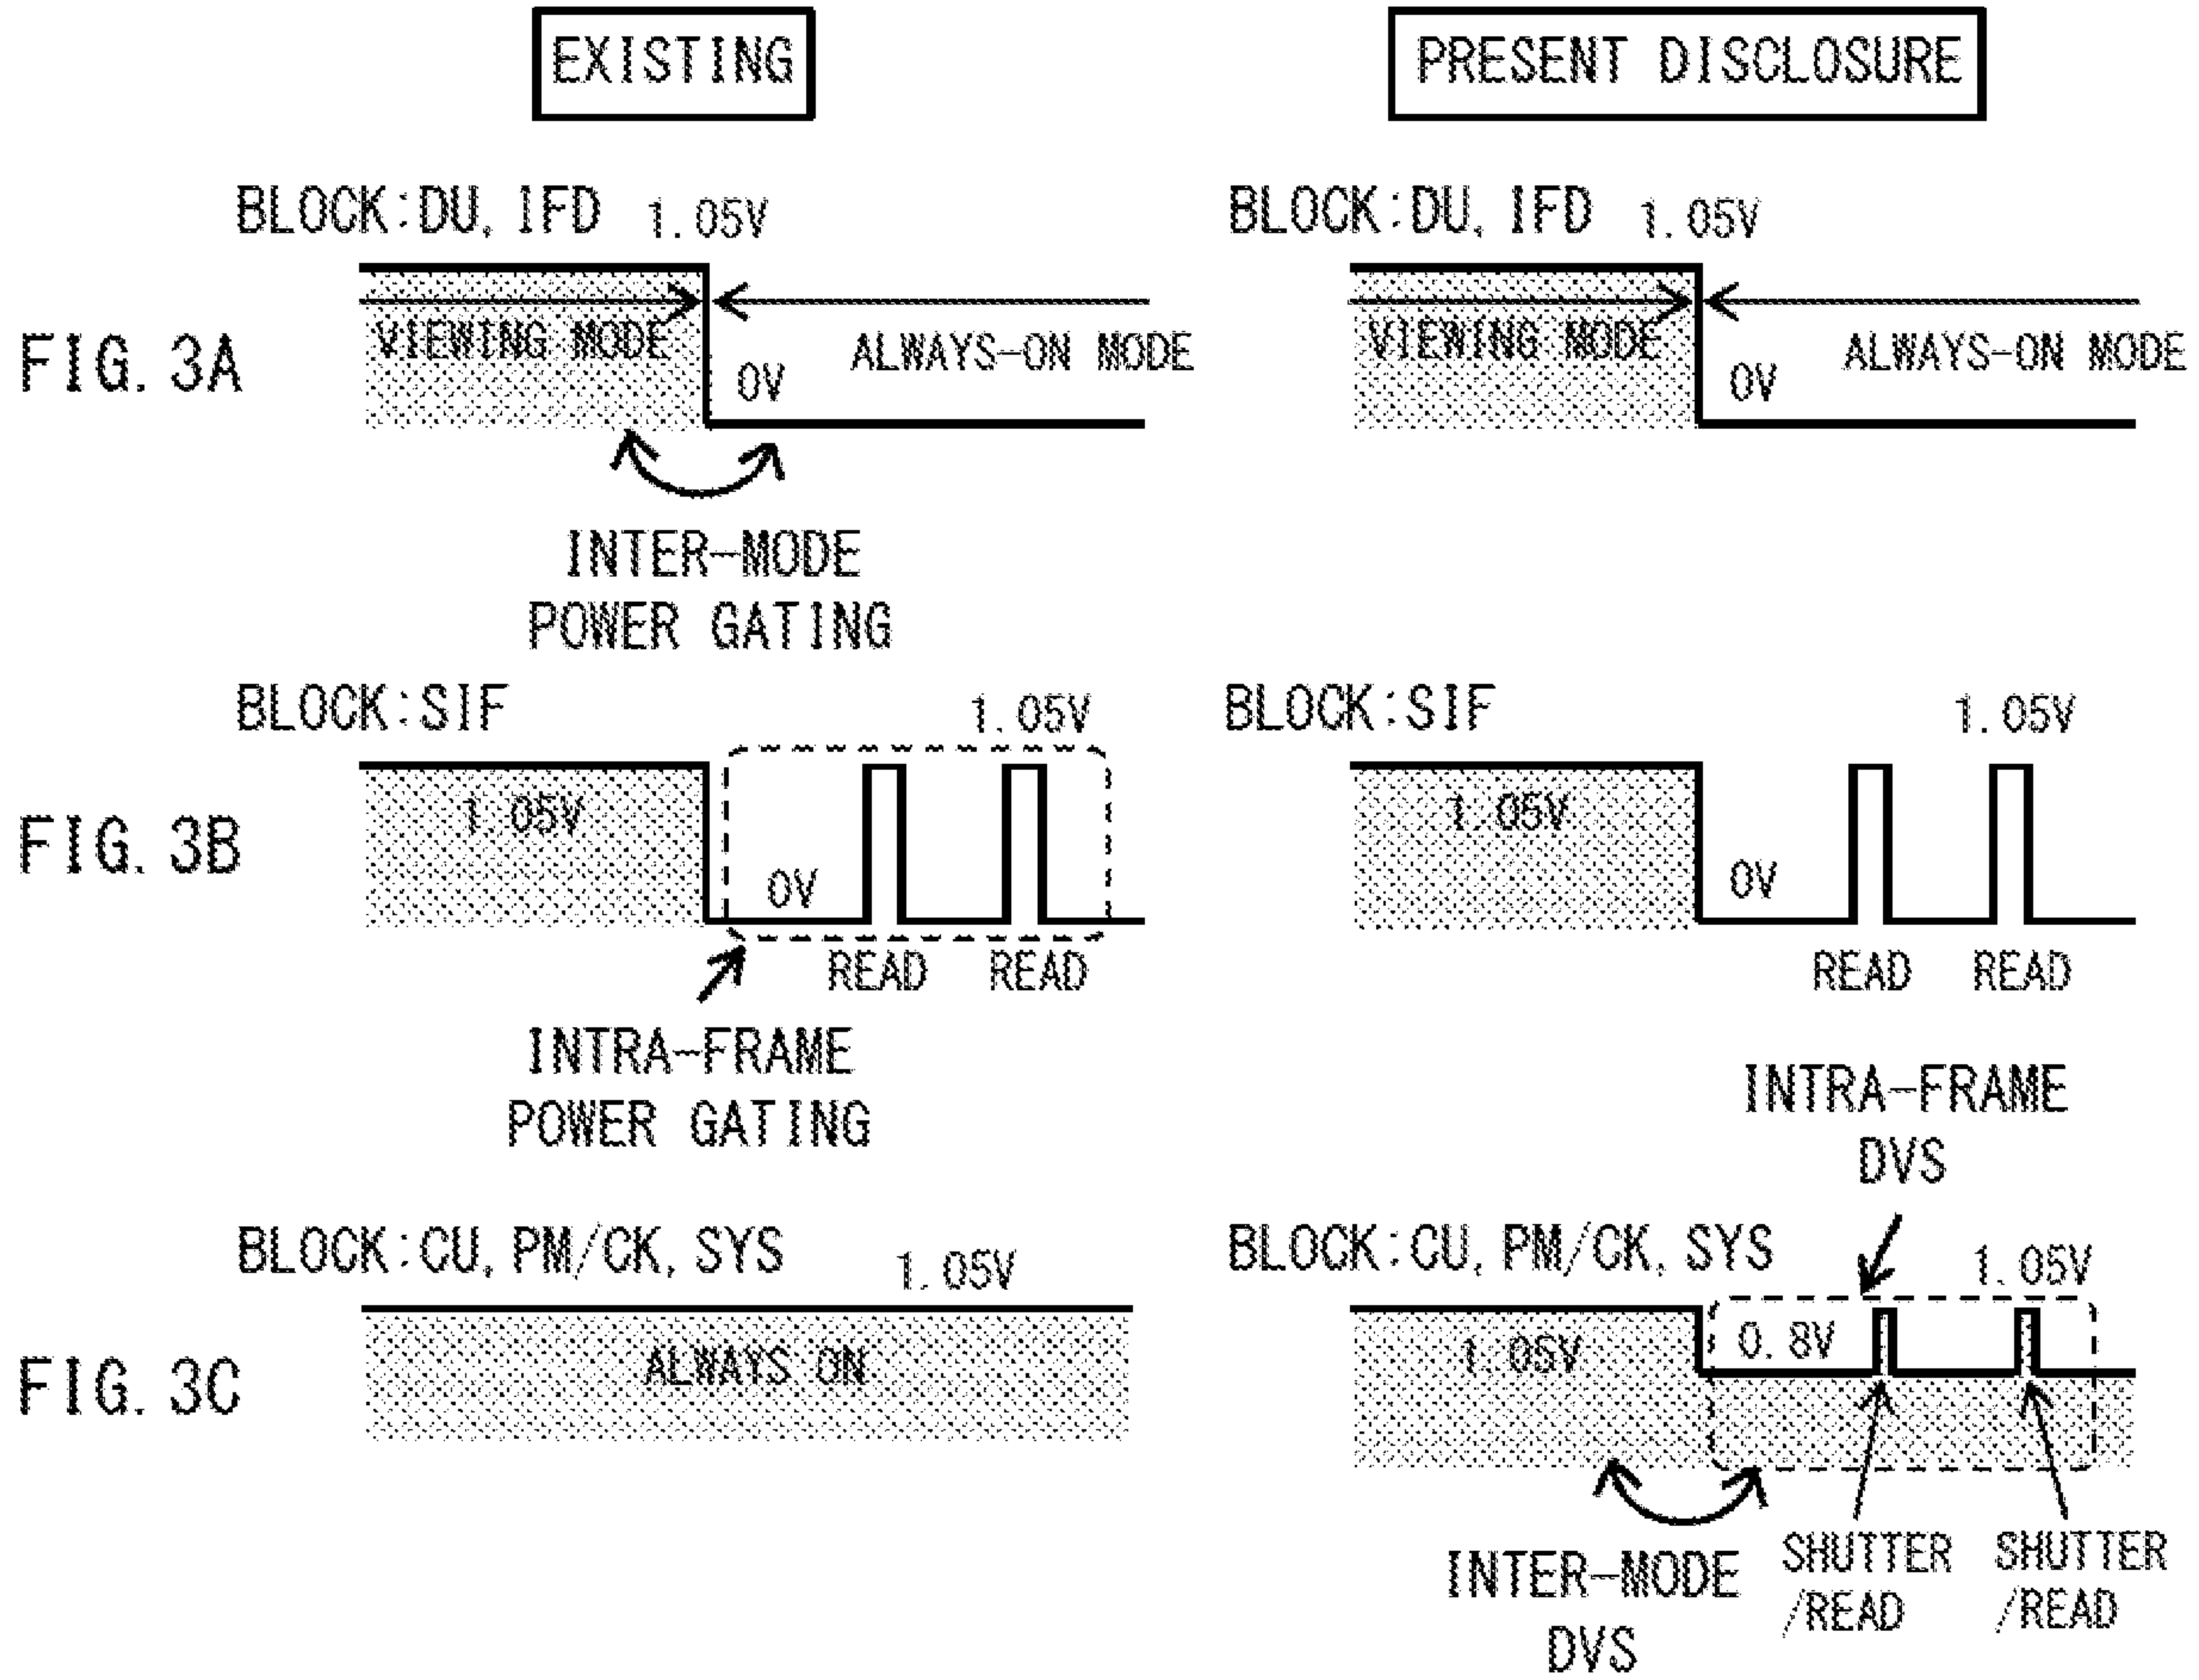 EXISTING
PRESENT DISCLOSURE
FIG. 3A
BLOCK:DU, IFD 1.05V
VIEWING MODE
ALWAYS-ON MODE
0V
INTER-MODE
POWER GATING
BLOCK:DU, IFD 1.05V
VIEWING MODE
ALWAYS-ON MODE
0V
FIG. 3B
BLOCK:SIF
1.05V
1.05V
0V
READ READ
INTRA-FRAME
POWER GATING
BLOCK:SIF
1.05V
1.05V
0V
READ READ
FIG. 3C
BLOCK:CU, PM/CK, SYS 1.05V
ALWAYS ON
INTRA-FRAME
DVS
BLOCK:CU, PM/CK, SYS
1.05V
1.05V
0.8V
INTER-MODE
DVS
SHUTTER
/READ
SHUTTER
/READ